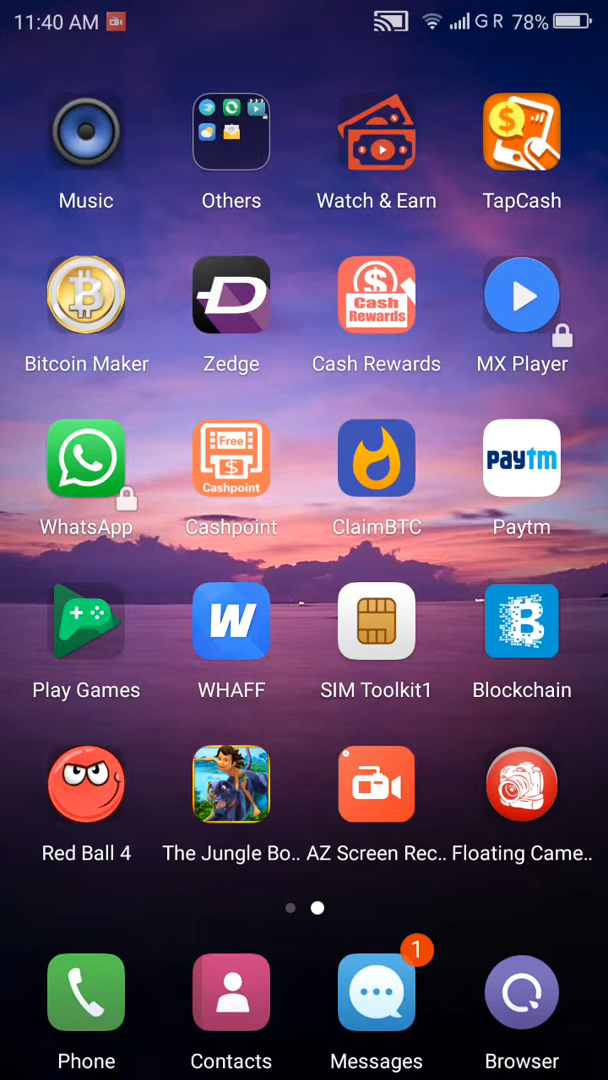 11:40 AM G R 78%
Music Others Watch & Earn TapCash
$
Bitcoin Maker Zedge Cash Rewards MX Player
$
Cash
Rewards
WhatsApp Cashpoint ClaimBTC Paytm
Free
$
Cashpoint
paytm
Play Games WHAFF SIM Toolkit1 Blockchain
W
Red Ball 4 The Jungle Bo.. AZ Screen Rec.. Floating Came..
1
Phone Contacts Messages Browser